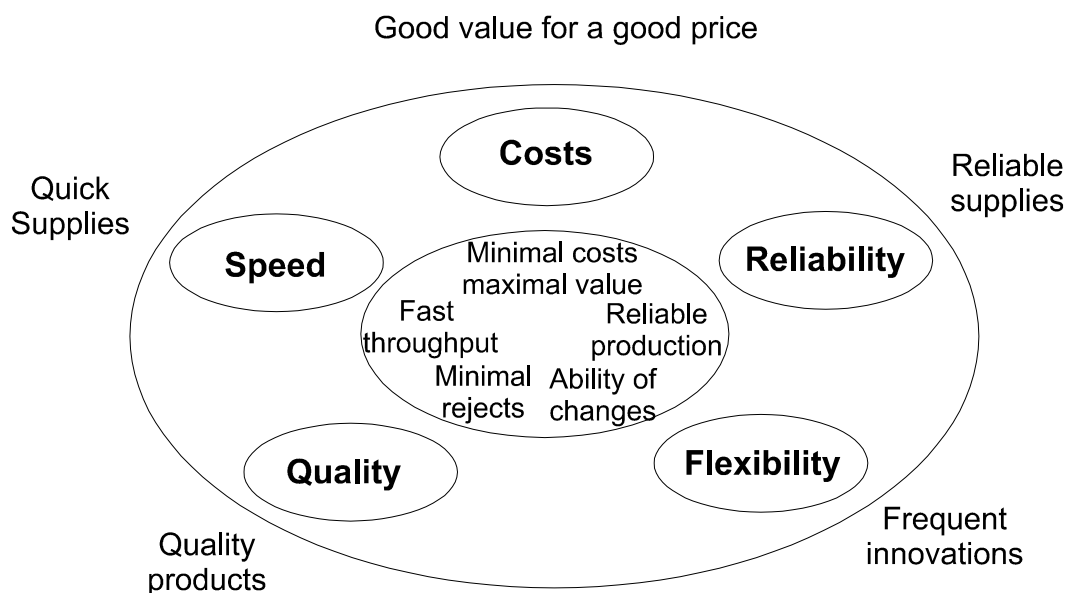 Good value for a good price
Costs
Quick
Supplies
Reliable
supplies
Speed
Reliability
Minimal costs
maximal value
Fast
throughput
Reliable
production
Minimal
rejects
Ability of
changes
Quality
Flexibility
Quality
products
Frequent
innovations